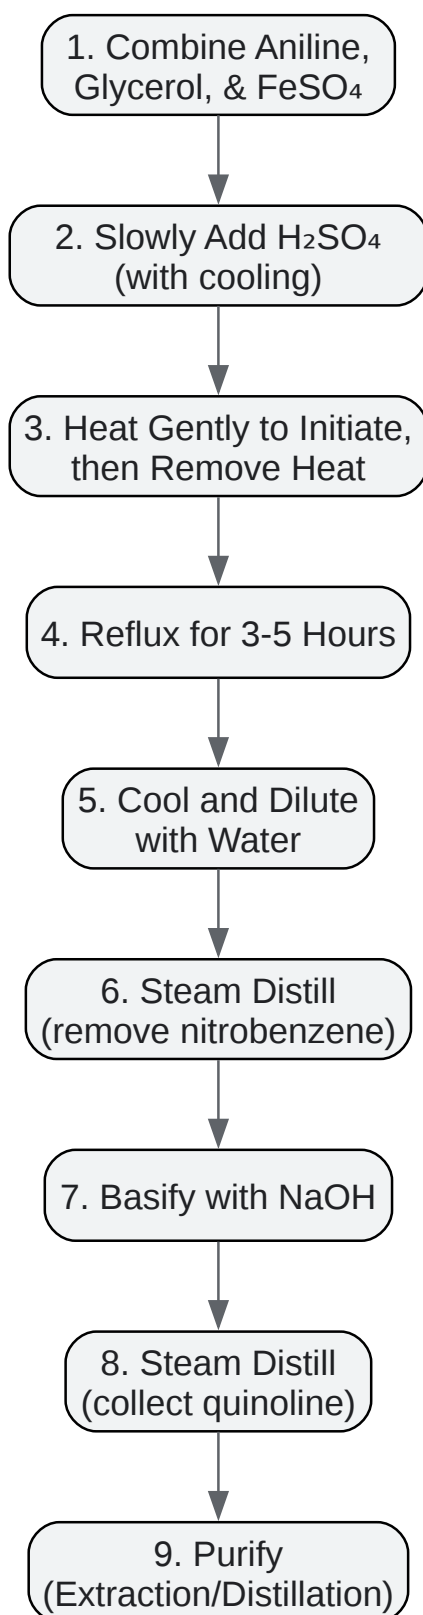 1. Combine Aniline,
Glycerol, & FeSO₄
2. Slowly Add H₂SO₄
(with cooling)
3. Heat Gently to Initiate,
then Remove Heat
4. Reflux for 3-5 Hours
5. Cool and Dilute
with Water
6. Steam Distill
(remove nitrobenzene)
7. Basify with NaOH
8. Steam Distill
(collect quinoline)
9. Purify
(Extraction/Distillation)